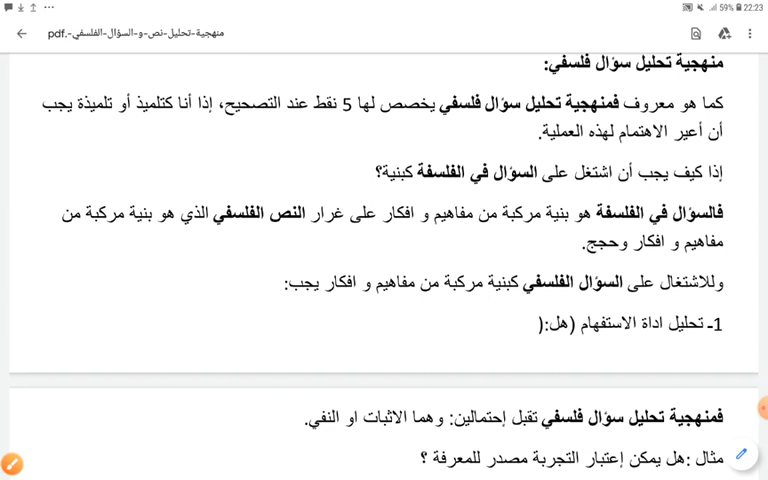 22:23 59%
منهجية-تحليل-نص-و-السؤال-الفلسفي-.pdf
منهجية تحليل سؤال فلسفي:
كما هو معروف فمنهجية تحليل سؤال فلسفي يخصص لها 5 نقط عند التصحيح، إذا أنا كتلميذ أو تلميذة يجب
أن أعير الاهتمام لهذه العملية.
إذا كيف يجب أن اشتغل على السؤال في الفلسفة كبنية؟
فالسؤال في الفلسفة هو بنية مركبة من مفاهيم و افكار على غرار النص الفلسفي الذي هو بنية مركبة من
مفاهيم و افكار وحجج.
وللاشتغال على السؤال الفلسفي كبنية مركبة من مفاهيم و افكار يجب:
1- تحليل اداة الاستفهام (هل:(
فمنهجية تحليل سؤال فلسفي تقبل إحتمالين: وهما الاثبات او النفي.
مثال :هل يمكن إعتبار التجربة مصدر للمعرفة ؟